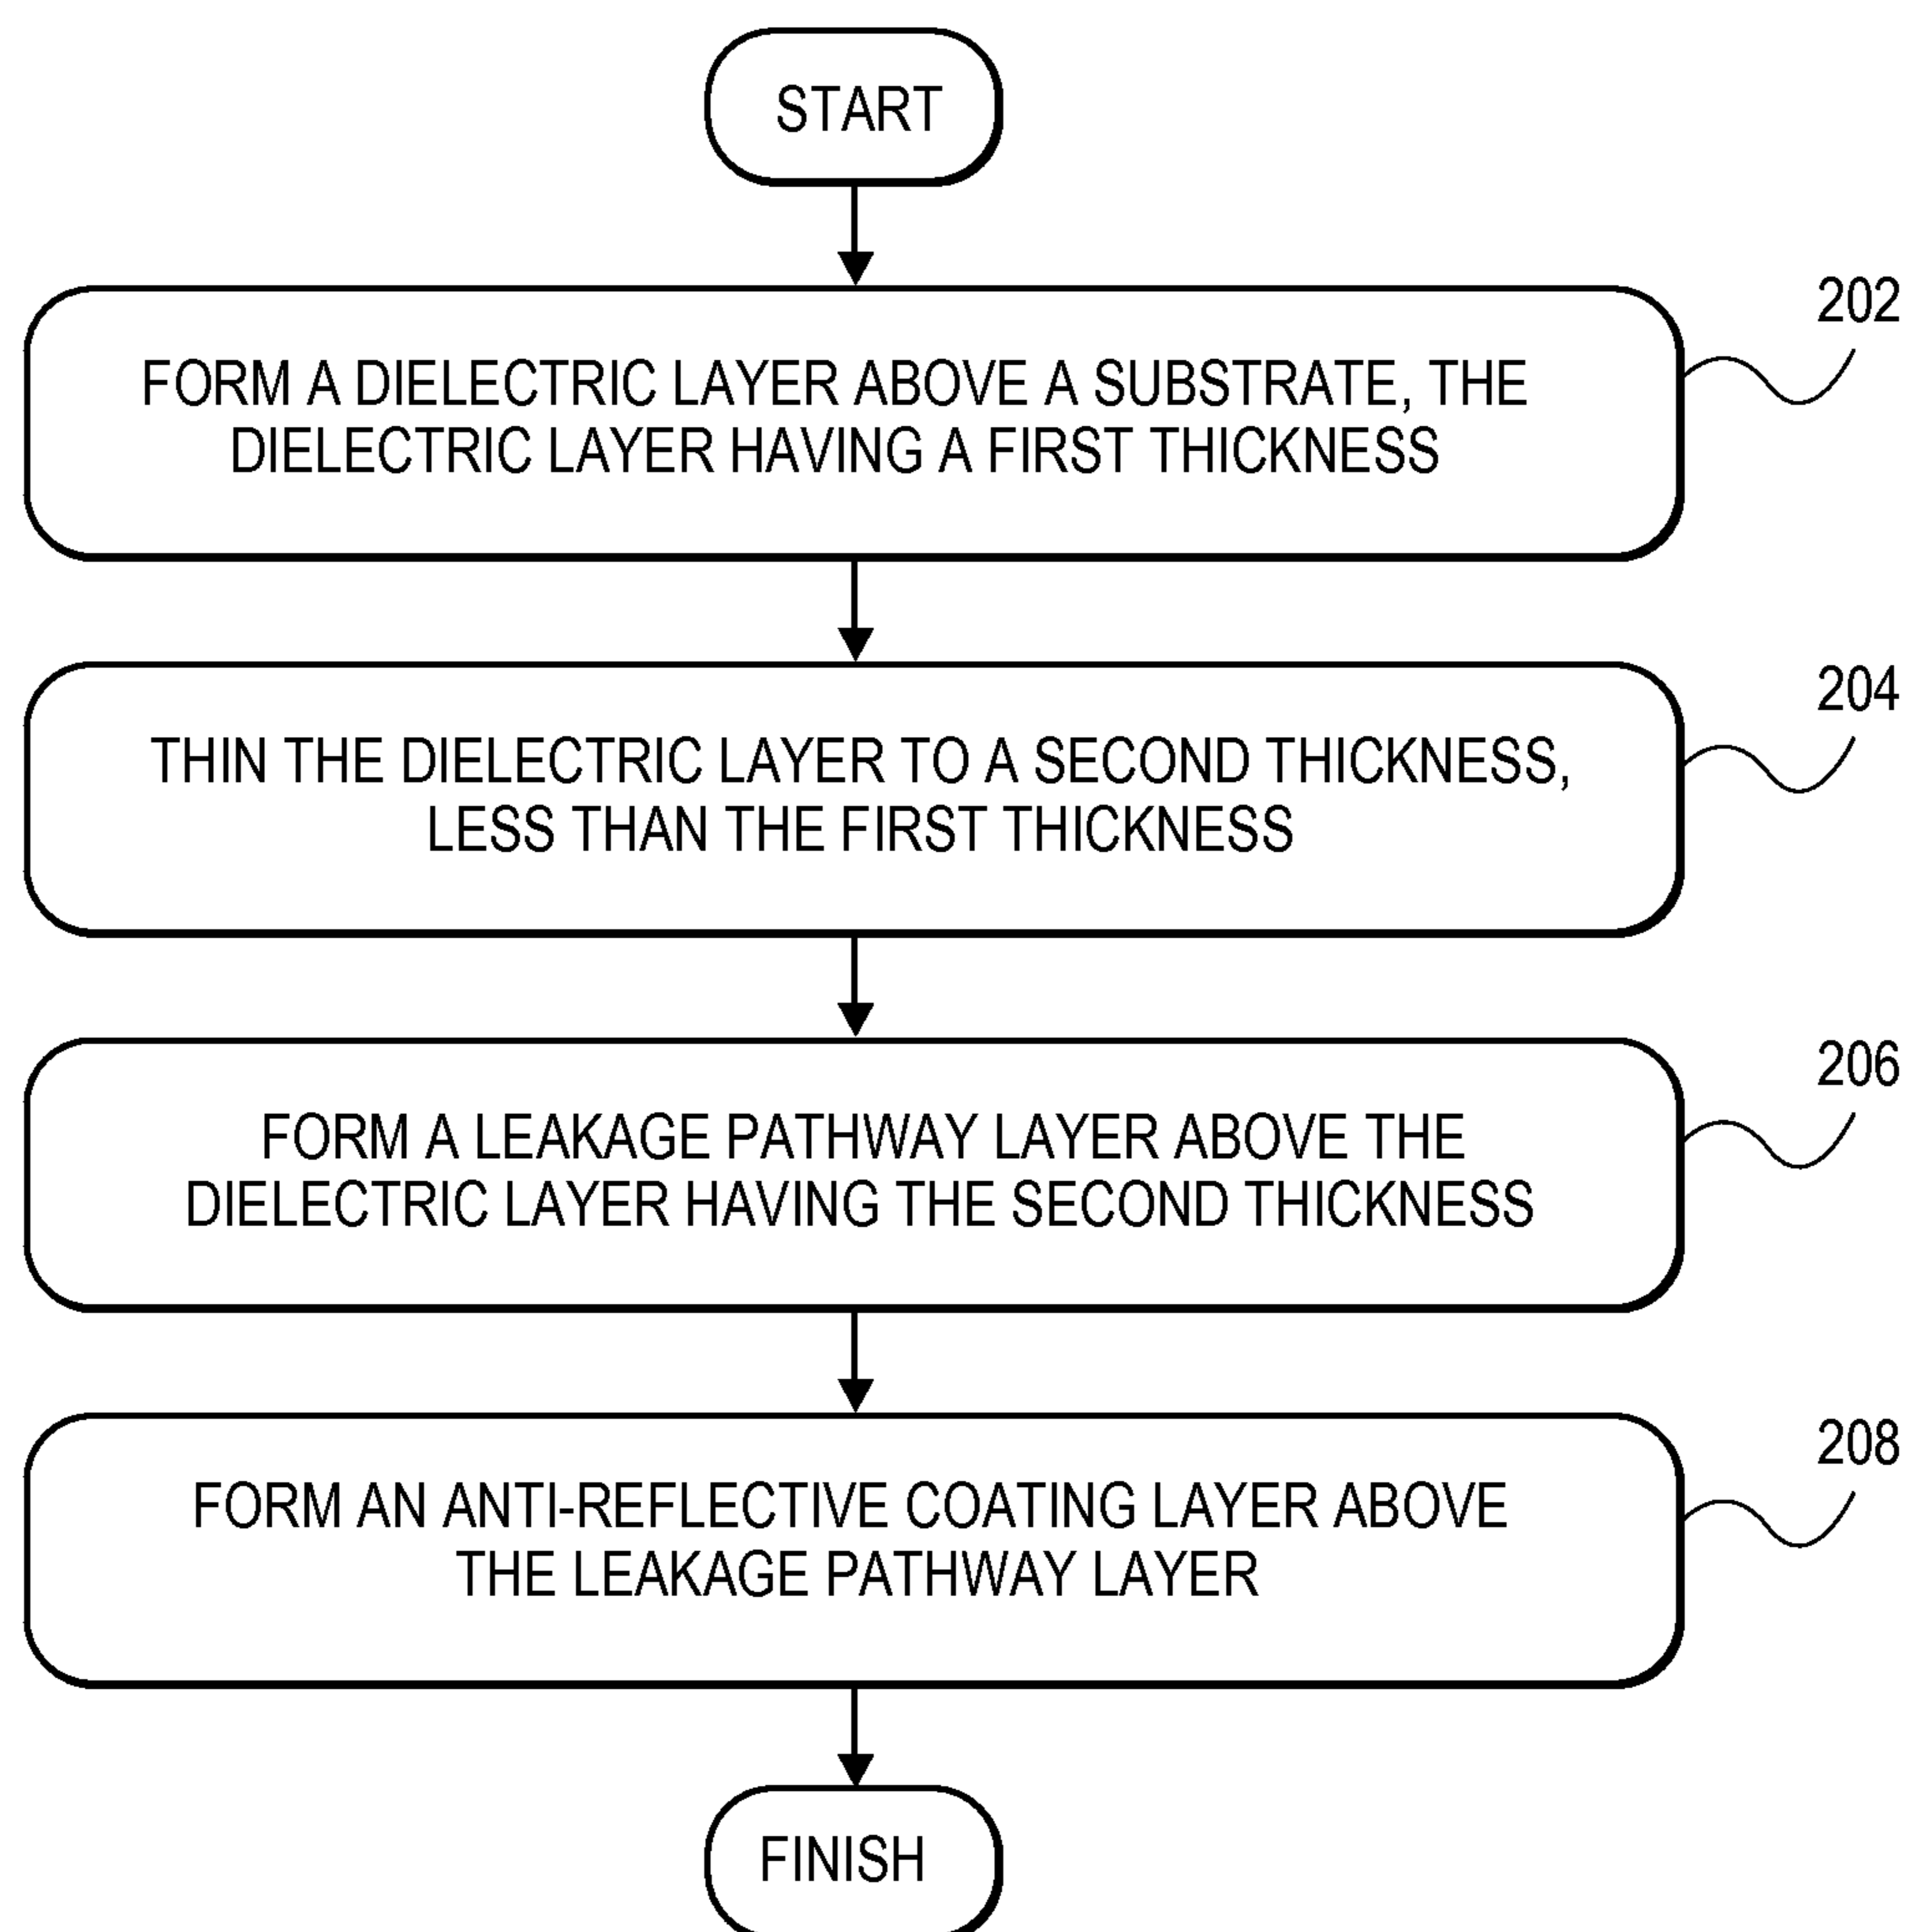 START
202
FORM A DIELECTRIC LAYER ABOVE A SUBSTRATE, THE
DIELECTRIC LAYER HAVING A FIRST THICKNESS
204
THIN THE DIELECTRIC LAYER TO A SECOND THICKNESS,
LESS THAN THE FIRST THICKNESS
206
FORM A LEAKAGE PATHWAY LAYER ABOVE THE
DIELECTRIC LAYER HAVING THE SECOND THICKNESS
208
FORM AN ANTI-REFLECTIVE COATING LAYER ABOVE
THE LEAKAGE PATHWAY LAYER
FINISH